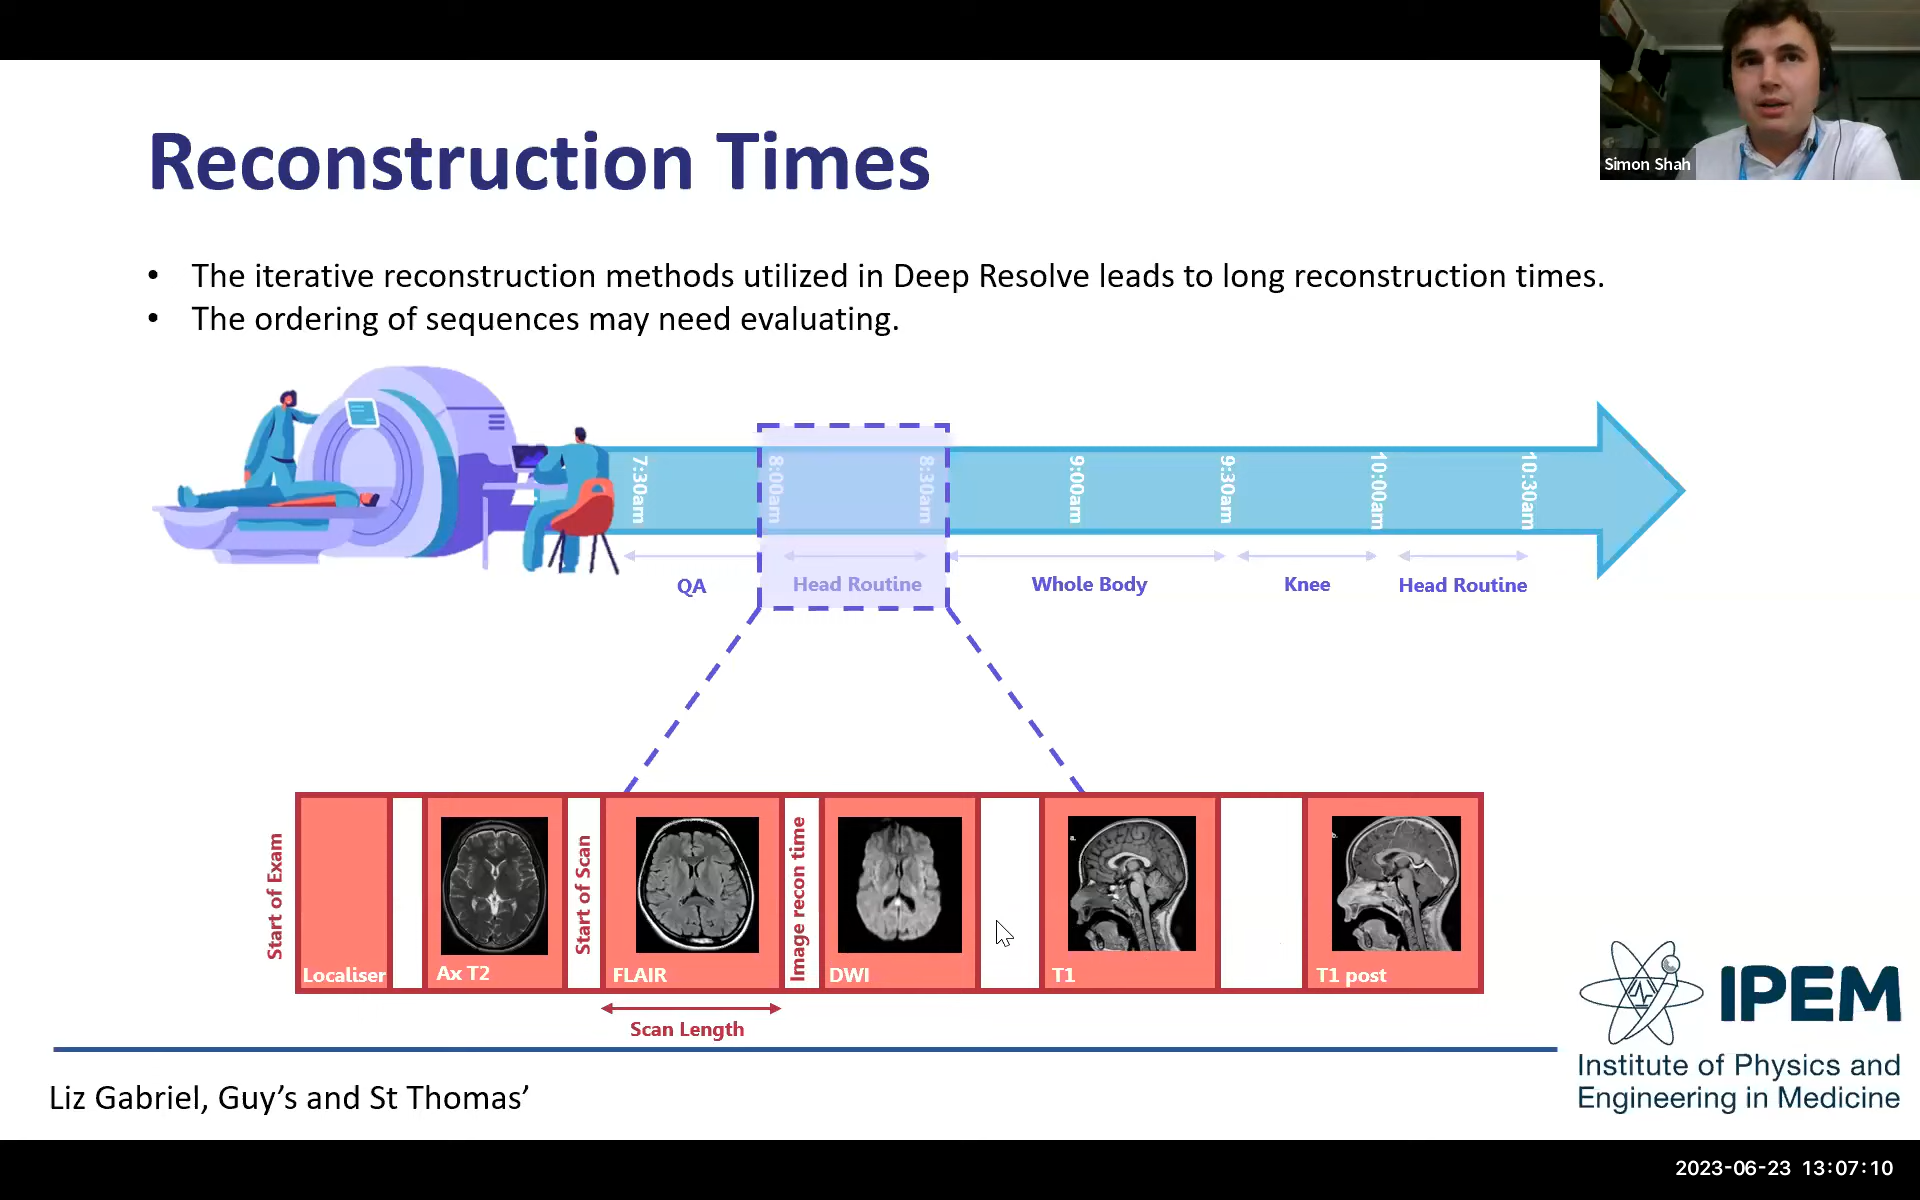 Simon Shah
Reconstruction Times
• The iterative reconstruction methods utilized in Deep Resolve leads to long reconstruction times.
• The ordering of sequences may need evaluating.
7:30am
8:00am
8:30am
9:00am
9:30am
10:00am
10:30am
QA
Head Routine
Whole Body
Knee
Head Routine
Start of Exam
Localiser
Ax T2
Start of Scan
FLAIR
Image recon time
DWI
T1
T1 post
Scan Length
IPEM
Institute of Physics and
Engineering in Medicine
Liz Gabriel, Guy’s and St Thomas’
2023-06-23 13:07:10